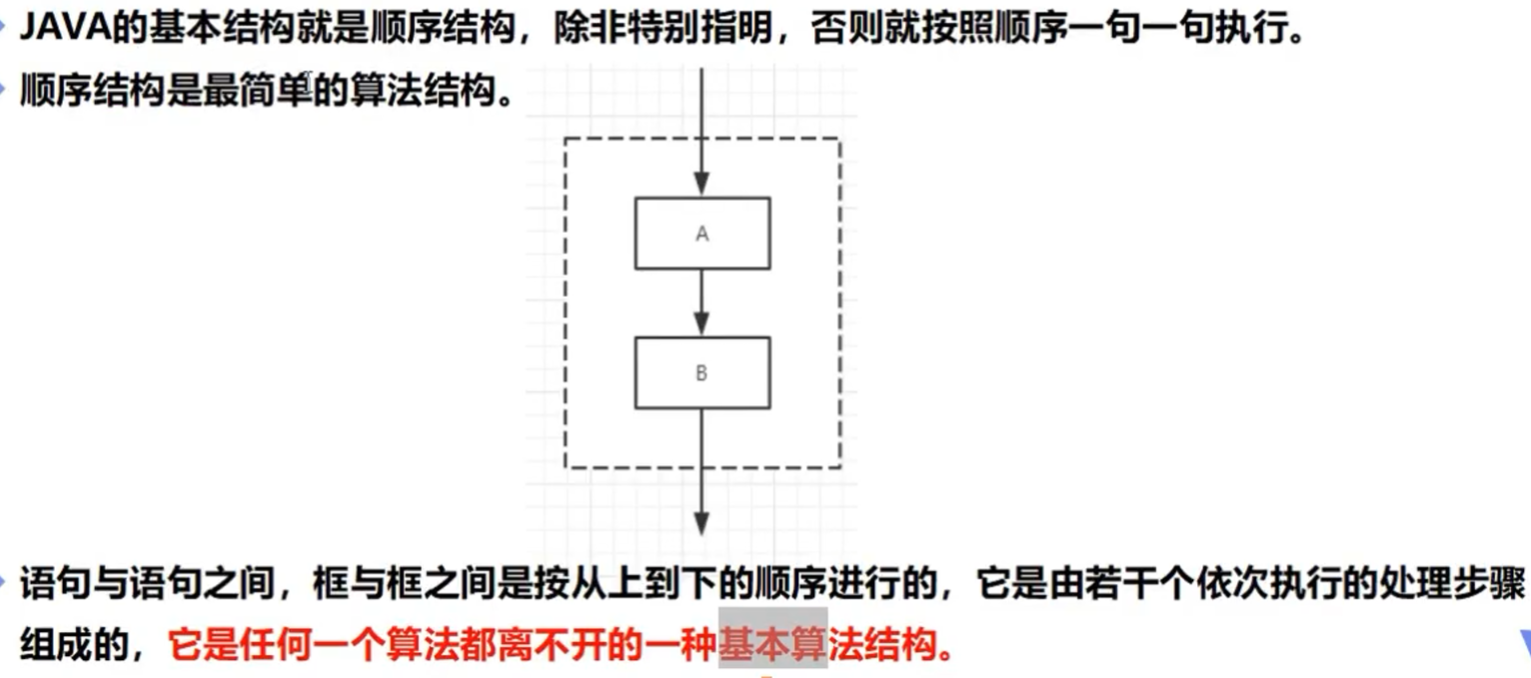 JAVA的基本结构就是顺序结构，除非特别指明，否则就按照顺序一句一句执行。
顺序结构是最简单的算法结构。
A
B
语句与语句之间，框与框之间是按从上到下的顺序进行的，它是由若干个依次执行的处理步骤
组成的，它是任何一个算法都离不开的一种基本算法结构。